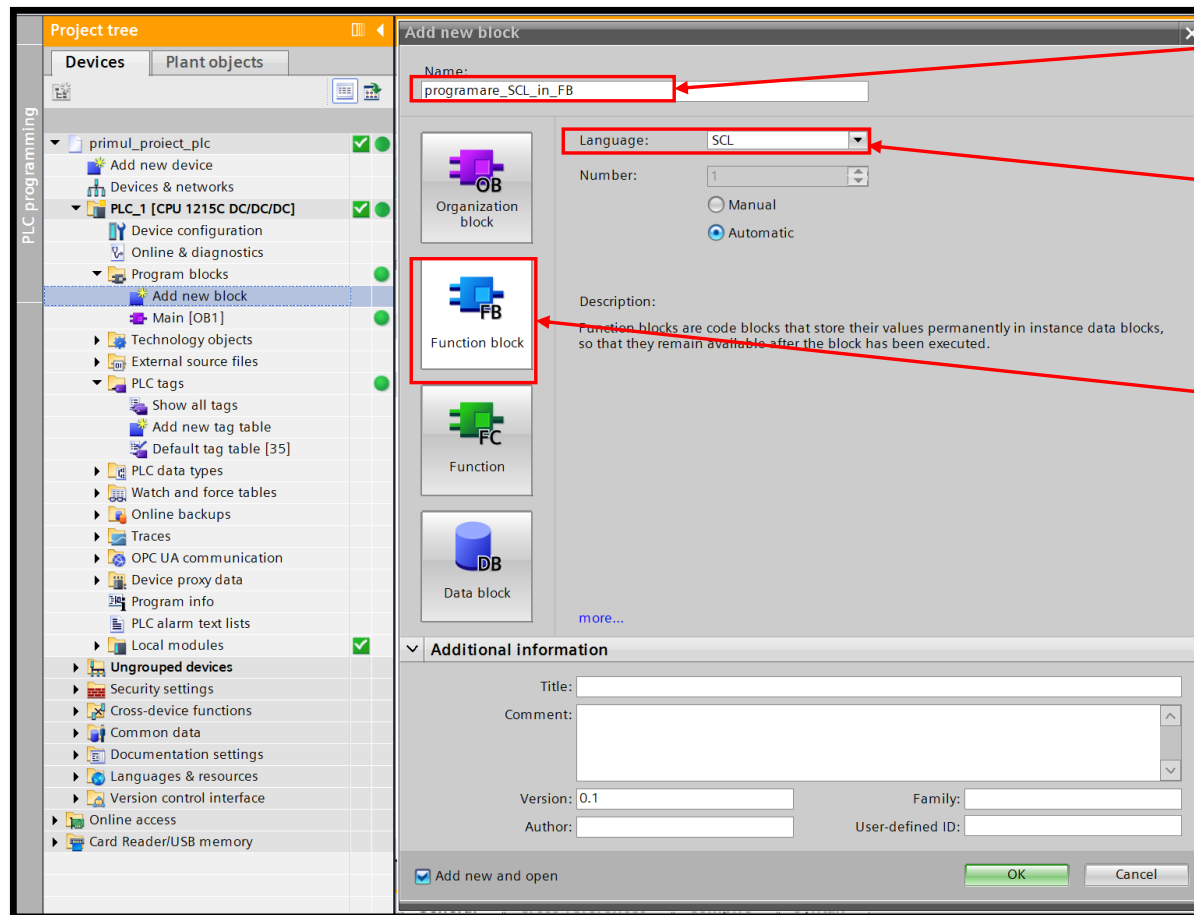 PLC programming
Project tree
Devices
Plant objects
primul_proiect_plc
Add new device
Devices & networks
PLC_1 [CPU 1215C DC/DC/DC]
Device configuration
Online & diagnostics
Program blocks
Add new block
Main [OB1]
Technology objects
External source files
PLC tags
Show all tags
Add new tag table
Default tag table [35]
PLC data types
Watch and force tables
Online backups
Traces
OPC UA communication
Device proxy data
Program info
PLC alarm text lists
Local modules
Ungrouped devices
Security settings
Cross-device functions
Common data
Documentation settings
Languages & resources
Version control interface
Online access
Card Reader/USB memory
Add new block
Name:
programare_SCL_in_FB
OB
Organization
block
FB
Function block
FC
Function
DB
Data block
Language: SCL
Number: 1
Manual
Automatic
Description:
Function blocks are code blocks that store their values permanently in instance data blocks,
so that they remain available after the block has been executed.
more...
Additional information
Title:
Comment:
Version: 0.1 Family:
Author: User-defined ID:
Add new and open
OK Cancel